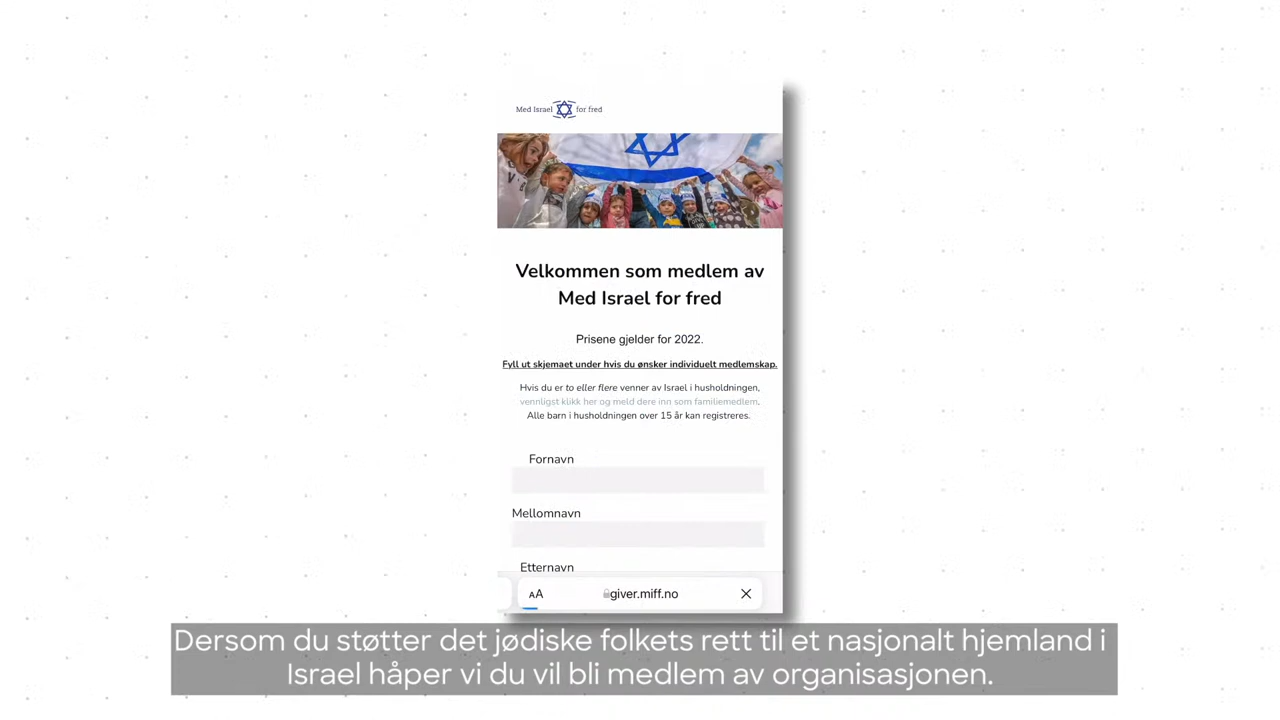 Med Israel for fred
Velkommen som medlem av
Med Israel for fred
Prisene gjelder for 2022.
Fyll ut skjemaet under hvis du ønsker individuelt medlemskap.
Hvis du er to eller flere venner av Israel i husholdningen,
vennligst klikk her og meld dere inn som familiemedlem.
Alle barn i husholdningen over 15 år kan registreres.
Fornavn
Mellomnavn
Etternavn
AA giver.miff.no
Dersom du støtter det jødiske folkets rett til et nasjonalt hjemland i
Israel håper vi du vil bli medlem av organisasjonen.